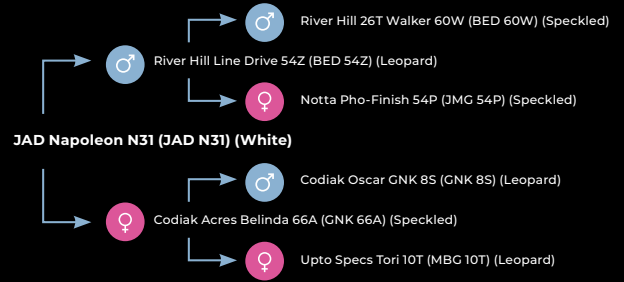 River Hill 26T Walker 60W (BED 60W) (Speckled)
River Hill Line Drive 54Z (BED 54Z) (Leopard)
Notta Pho-Finish 54P (JMG 54P) (Speckled)
JAD Napoleon N31 (JAD N31) (White)
Codiak Oscar GNK 8S (GNK 8S) (Leopard)
Codiak Acres Belinda 66A (GNK 66A) (Speckled)
Upto Specs Tori 10T (MBG 10T) (Leopard)